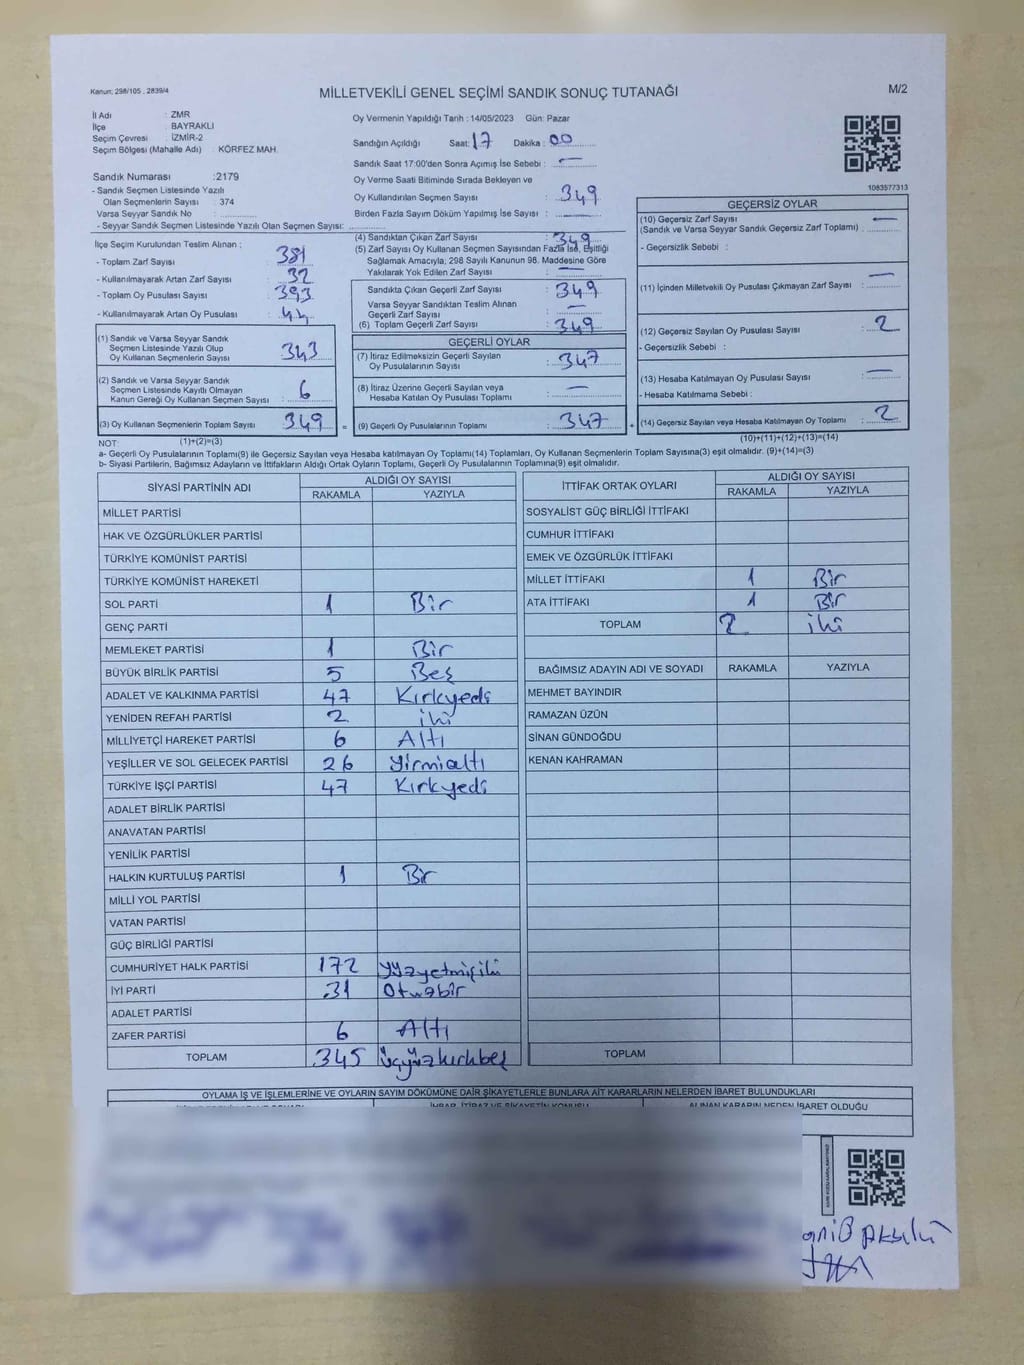 Kanun: 298/105 , 2839/4
MİLLETVEKİLİ GENEL SEÇİMİ SANDIK SONUÇ TUTANAĞI
M/2
İl Adı : ZMR
İlçe : BAYRAKLI
Seçim Çevresi : İZMİR-2
Seçim Bölgesi (Mahalle Adı) : KÖRFEZ MAH.
Sandık Numarası :2179
- Sandık Seçmen Listesinde Yazılı
Olan Seçmenlerin Sayısı : 374
Varsa Seyyar Sandık No :
- Seyyar Sandık Seçmen Listesinde Yazılı Olan Seçmen Sayısı:
Oy Vermenin Yapıldığı Tarih : 14/05/2023 Gün: Pazar
Sandığın Açıldığı Saat: 17 Dakika : 00
Sandık Saat 17:00'den Sonra Açımış İse Sebebi : —
Oy Verme Saati Bitiminde Sırada Bekleyen ve
Oy Kullandırılan Seçmen Sayısı : 349
Birden Fazla Sayım Döküm Yapılmış İse Sayısı : —
1083577313
İlçe Seçim Kurulundan Teslim Alınan :
- Toplam Zarf Sayısı : 381
- Kullanılmayarak Artan Zarf Sayısı : 32
- Toplam Oy Pusulası Sayısı : 393
- Kullanılmayarak Artan Oy Pusulası : 44
(1) Sandık ve Varsa Seyyar Sandık
Seçmen Listesinde Yazılı Olup
Oy Kullanan Seçmenlerin Sayısı : 343
(2) Sandık ve Varsa Seyyar Sandık
Seçmen Listesinde Kayıtlı Olmayan
Kanun Gereği Oy Kullanan Seçmen Sayısı : 6
(3) Oy Kullanan Seçmenlerin Toplam Sayısı : 349
(4) Sandıktan Çıkan Zarf Sayısı : 349
(5) Zarf Sayısı Oy Kullanan Seçmen Sayısından Fazla İse, Eşitliği
Sağlamak Amacıyla; 298 Sayılı Kanunun 98. Maddesine Göre
Yakılarak Yok Edilen Zarf Sayısı : —
Sandıkta Çıkan Geçerli Zarf Sayısı : 349
Varsa Seyyar Sandıktan Teslim Alınan
Geçerli Zarf Sayısı : —
(6) Toplam Geçerli Zarf Sayısı : 349
GEÇERLİ OYLAR
(7) İtiraz Edilmeksizin Geçerli Sayılan
Oy Pusulalarının Sayısı : 347
(8) İtiraz Üzerine Geçerli Sayılan veya
Hesaba Katılan Oy Pusulası Toplamı : —
= (9) Geçerli Oy Pusulalarının Toplamı : 347 +
GEÇERSİZ OYLAR
(10) Geçersiz Zarf Sayısı —
(Sandık ve Varsa Seyyar Sandık Geçersiz Zarf Toplamı) :
- Geçersizlik Sebebi :
(11) İçinden Milletvekili Oy Pusulası Çıkmayan Zarf Sayısı : —
(12) Geçersiz Sayılan Oy Pusulası Sayısı : 2
- Geçersizlik Sebebi :
(13) Hesaba Katılmayan Oy Pusulası Sayısı : —
- Hesaba Katılmama Sebebi :
(14) Geçersiz Sayılan veya Hesaba Katılmayan Oy Toplamı : 2
NOT: (1)+(2)=(3) (10)+(11)+(12)+(13)=(14)
a- Geçerli Oy Pusulalarının Toplamı(9) ile Geçersiz Sayılan veya Hesaba katılmayan Oy Toplamı(14) Toplamları, Oy Kullanan Seçmenlerin Toplam Sayısına(3) eşit olmalıdır. (9)+(14)=(3)
b- Siyasi Partilerin, Bağımsız Adayların ve İttifakların Aldığı Ortak Oyların Toplamı, Geçerli Oy Pusulalarının Toplamına(9) eşit olmalıdır.
SİYASİ PARTİNİN ADI ALDIĞI OY SAYISI
RAKAMLA YAZIYLA
MİLLET PARTİSİ
HAK VE ÖZGÜRLÜKLER PARTİSİ
TÜRKİYE KOMÜNİST PARTİSİ
TÜRKİYE KOMÜNİST HAREKETİ
SOL PARTİ 1 Bir
GENÇ PARTİ
MEMLEKET PARTİSİ 1 Bir
BÜYÜK BİRLİK PARTİSİ 5 Beş
ADALET VE KALKINMA PARTİSİ 47 Kırkyedi
YENİDEN REFAH PARTİSİ 2 iki
MİLLİYETÇİ HAREKET PARTİSİ 6 Altı
YEŞİLLER VE SOL GELECEK PARTİSİ 26 Yirmialtı
TÜRKİYE İŞÇİ PARTİSİ 47 Kırkyedi
ADALET BİRLİK PARTİSİ
ANAVATAN PARTİSİ
YENİLİK PARTİSİ
HALKIN KURTULUŞ PARTİSİ 1 Bir
MİLLİ YOL PARTİSİ
VATAN PARTİSİ
GÜÇ BİRLİĞİ PARTİSİ
CUMHURİYET HALK PARTİSİ 172 Yüzyetmişiki
İYİ PARTİ 31 Otuzbir
ADALET PARTİSİ
ZAFER PARTİSİ 6 Altı
TOPLAM 345 Üçyüzkırkbeş
İTTİFAK ORTAK OYLARI ALDIĞI OY SAYISI
RAKAMLA YAZIYLA
SOSYALİST GÜÇ BİRLİĞİ İTTİFAKI
CUMHUR İTTİFAKI
EMEK VE ÖZGÜRLÜK İTTİFAKI
MİLLET İTTİFAKI 1 Bir
ATA İTTİFAKI 1 Bir
TOPLAM 2 iki
BAĞIMSIZ ADAYIN ADI VE SOYADI RAKAMLA YAZIYLA
MEHMET BAYINDIR
RAMAZAN ÜZÜN
SİNAN GÜNDOĞDU
KENAN KAHRAMAN
TOPLAM
OYLAMA İŞ VE İŞLEMLERİNE VE OYLARIN SAYIM DÖKÜMÜNE DAİR ŞİKAYETLERLE BUNLARA AİT KARARLARIN NELERDEN İBARET BULUNDUKLARI
İHBAR, İTİRAZ VE ŞİKAYETİN KONUSU ALINAN KARARIN NEDEN İBARET OLDUĞU